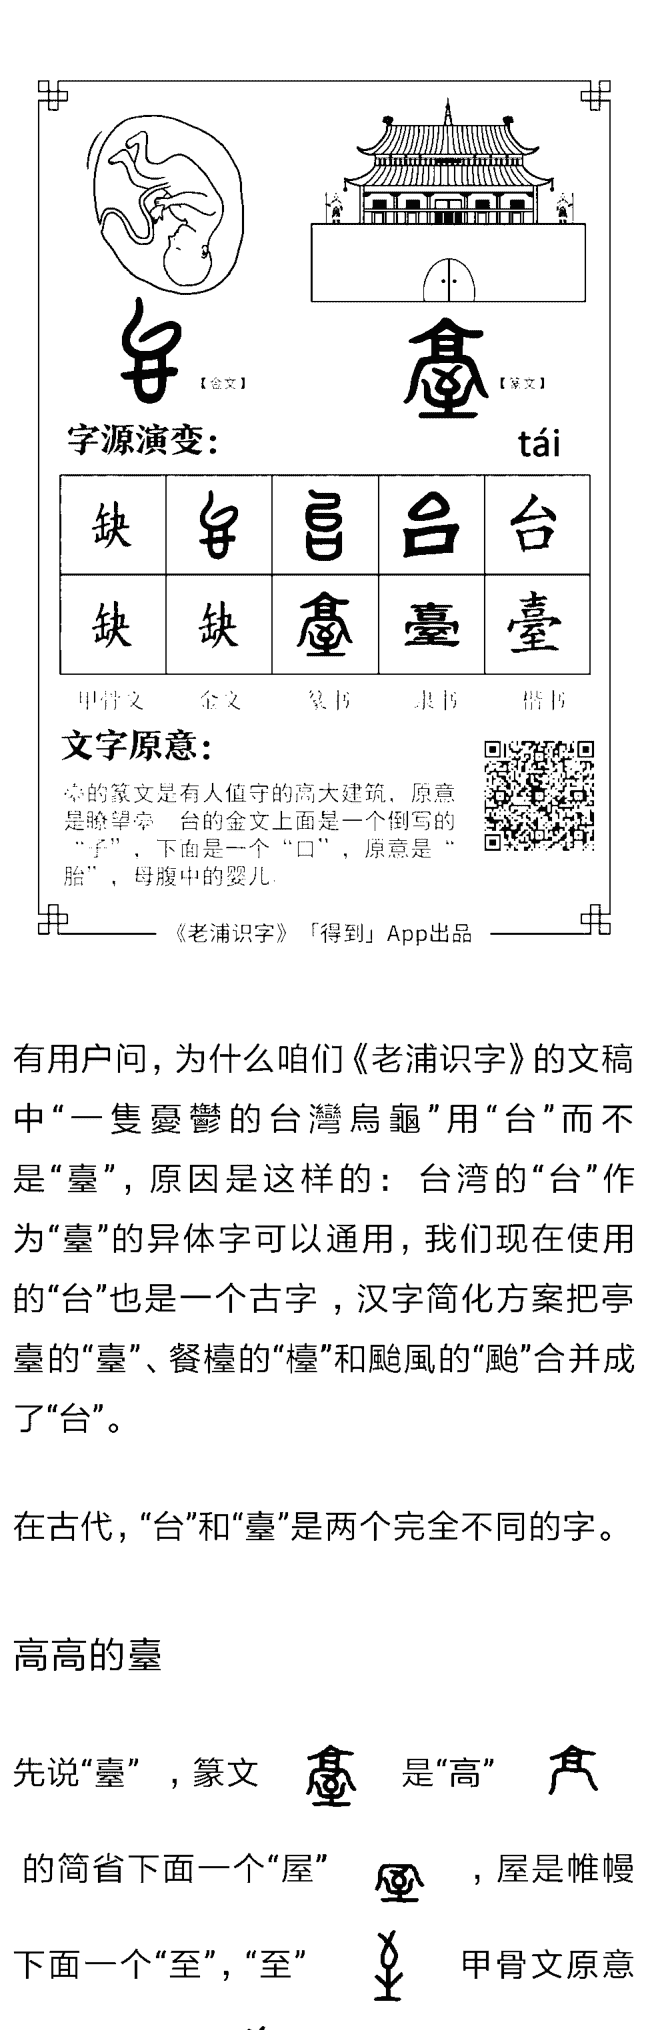 【金文】 【篆文】
字源演变： tái
缺 台 台 台
缺 缺 臺 臺 臺
甲骨文 金文 篆书 隶书 楷书
文字原意：
的篆文是有人值守的高大建筑，原意
是瞭望 台的金文上面是一个倒写的
“子”，下面是一个“口”，原意是“
胎”，母腹中的婴儿.
《老浦识字》「得到」App出品
有用户问，为什么咱们《老浦识字》的文稿
中“一隻憂鬱的台灣烏龜”用“台”而不
是“臺”，原因是这样的： 台湾的“台”作
为“臺”的异体字可以通用，我们现在使用
的“台”也是一个古字 ，汉字简化方案把亭
臺的“臺”、餐檯的“檯”和颱風的“颱”合并成
了“台”。
在古代，“台”和“臺”是两个完全不同的字。
高高的臺
先说“臺” ，篆文 是“高”
的简省下面一个“屋” ，屋是帷幔
下面一个“至”，“至” 甲骨文原意